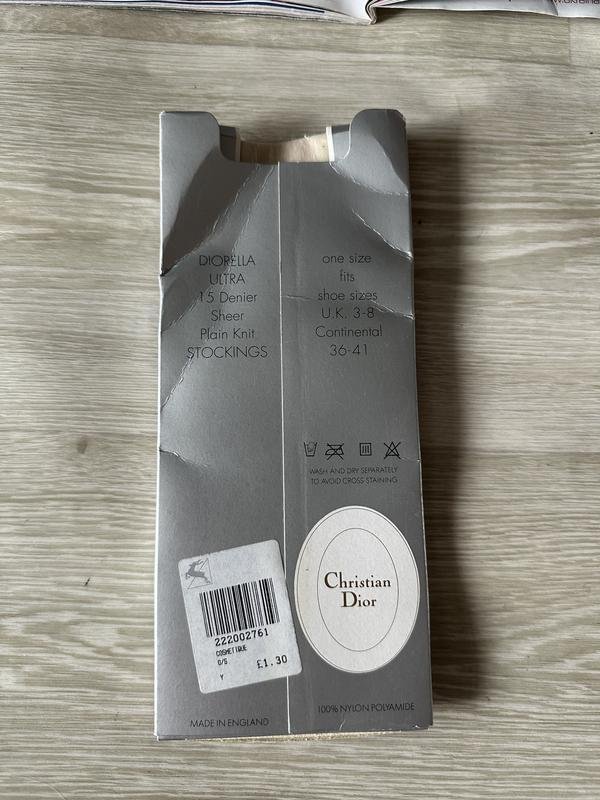 DIORELLA
ULTRA
15 Denier
Sheer
Plain Knit
STOCKINGS
one size
fits
shoe sizes
U.K. 3-8
Continental
36-41
WASH AND DRY SEPARATELY
TO AVOID CROSS STAINING
Christian
Dior
222002761
COSMETIQUE
O/S
Y £1.30
MADE IN ENGLAND
100% NYLON POLYAMIDE